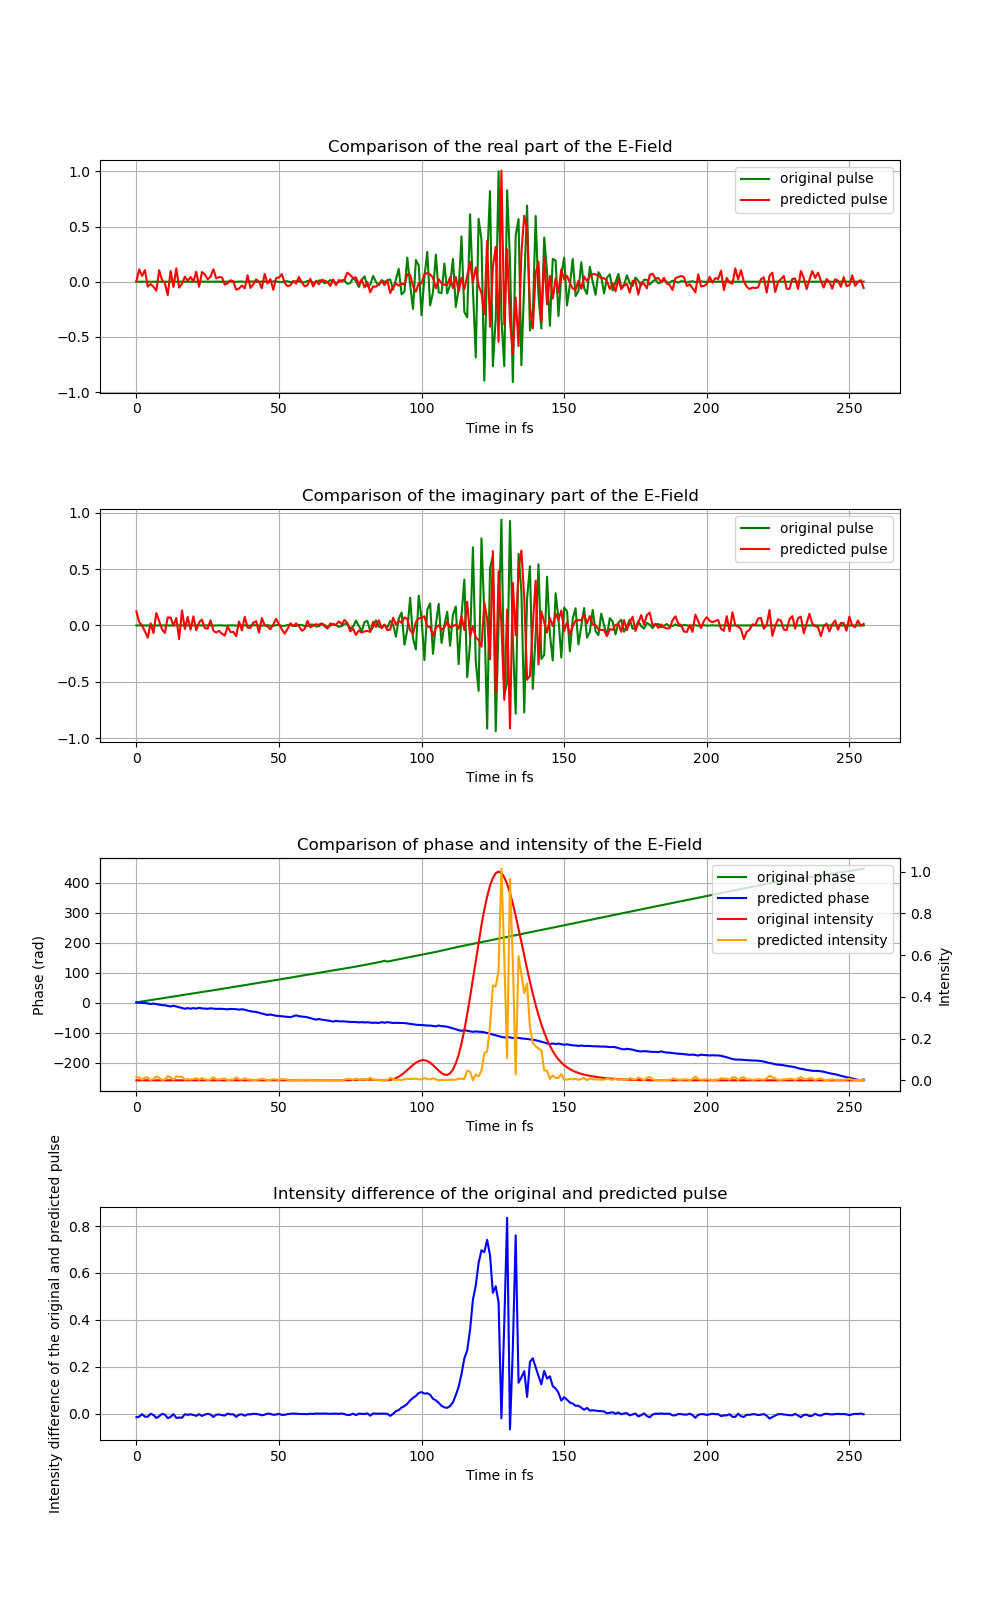 Comparison of the real part of the E-Field
1.0
0.5
0.0
−0.5
−1.0
original pulse
predicted pulse
0 50 100 150 200 250
Time in fs
Comparison of the imaginary part of the E-Field
1.0
0.5
0.0
−0.5
−1.0
original pulse
predicted pulse
0 50 100 150 200 250
Time in fs
Comparison of phase and intensity of the E-Field
Phase (rad)
400
300
200
100
0
−100
−200
original phase
predicted phase
original intensity
predicted intensity
1.0
0.8
0.6
0.4
0.2
0.0
Intensity
0 50 100 150 200 250
Time in fs
Intensity difference of the original and predicted pulse
Intensity difference of the original and predicted pulse
0.8
0.6
0.4
0.2
0.0
0 50 100 150 200 250
Time in fs